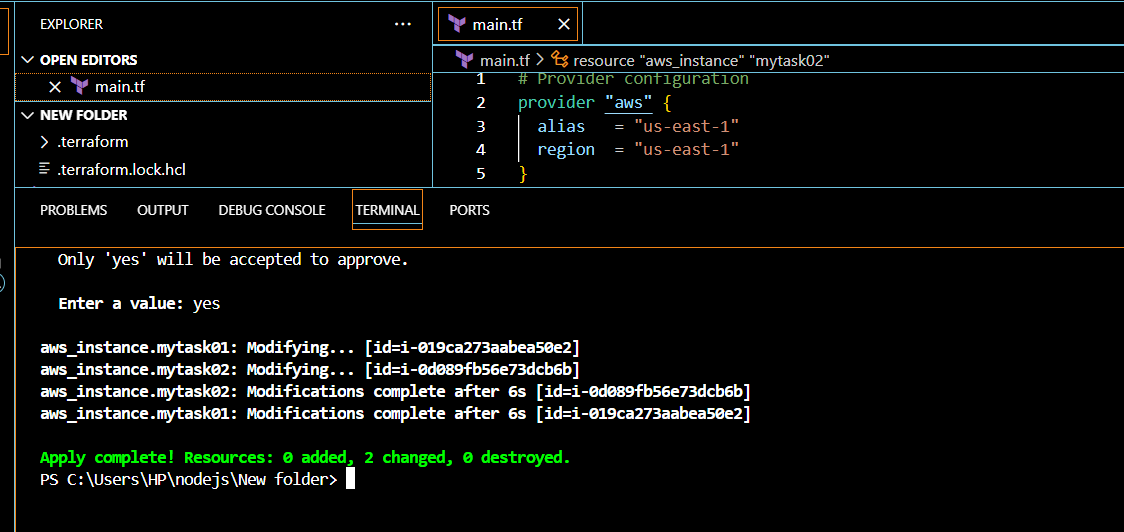 EXPLORER
...
OPEN EDITORS
main.tf
NEW FOLDER
.terraform
.terraform.lock.hcl
main.tf
main.tf > resource "aws_instance" "mytask02"
1 # Provider configuration
2 provider "aws" {
3 alias = "us-east-1"
4 region = "us-east-1"
5 }
PROBLEMS OUTPUT DEBUG CONSOLE TERMINAL PORTS
Only 'yes' will be accepted to approve.
Enter a value: yes
aws_instance.mytask01: Modifying... [id=i-019ca273aabea50e2]
aws_instance.mytask02: Modifying... [id=i-0d089fb56e73dcb6b]
aws_instance.mytask02: Modifications complete after 6s [id=i-0d089fb56e73dcb6b]
aws_instance.mytask01: Modifications complete after 6s [id=i-019ca273aabea50e2]
Apply complete! Resources: 0 added, 2 changed, 0 destroyed.
PS C:\Users\HP\nodejs\New folder>